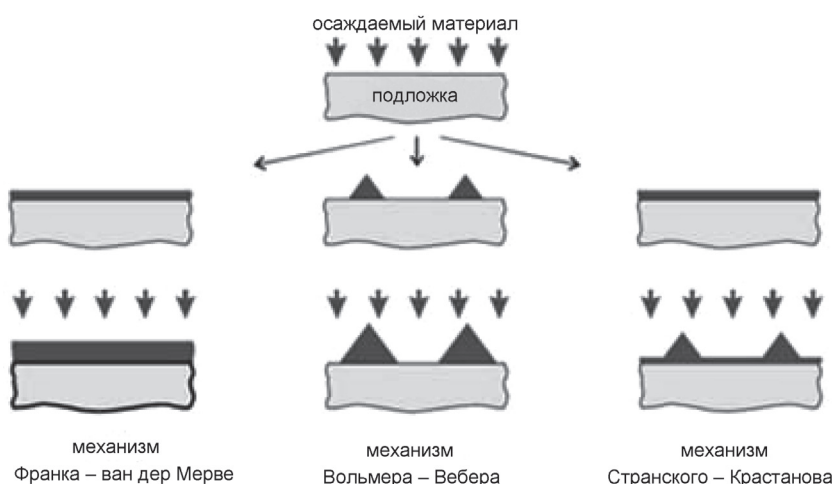 осаждаемый материал
подложка
механизм
Франка – ван дер Мерве
механизм
Вольмера – Вебера
механизм
Странского – Крастанова